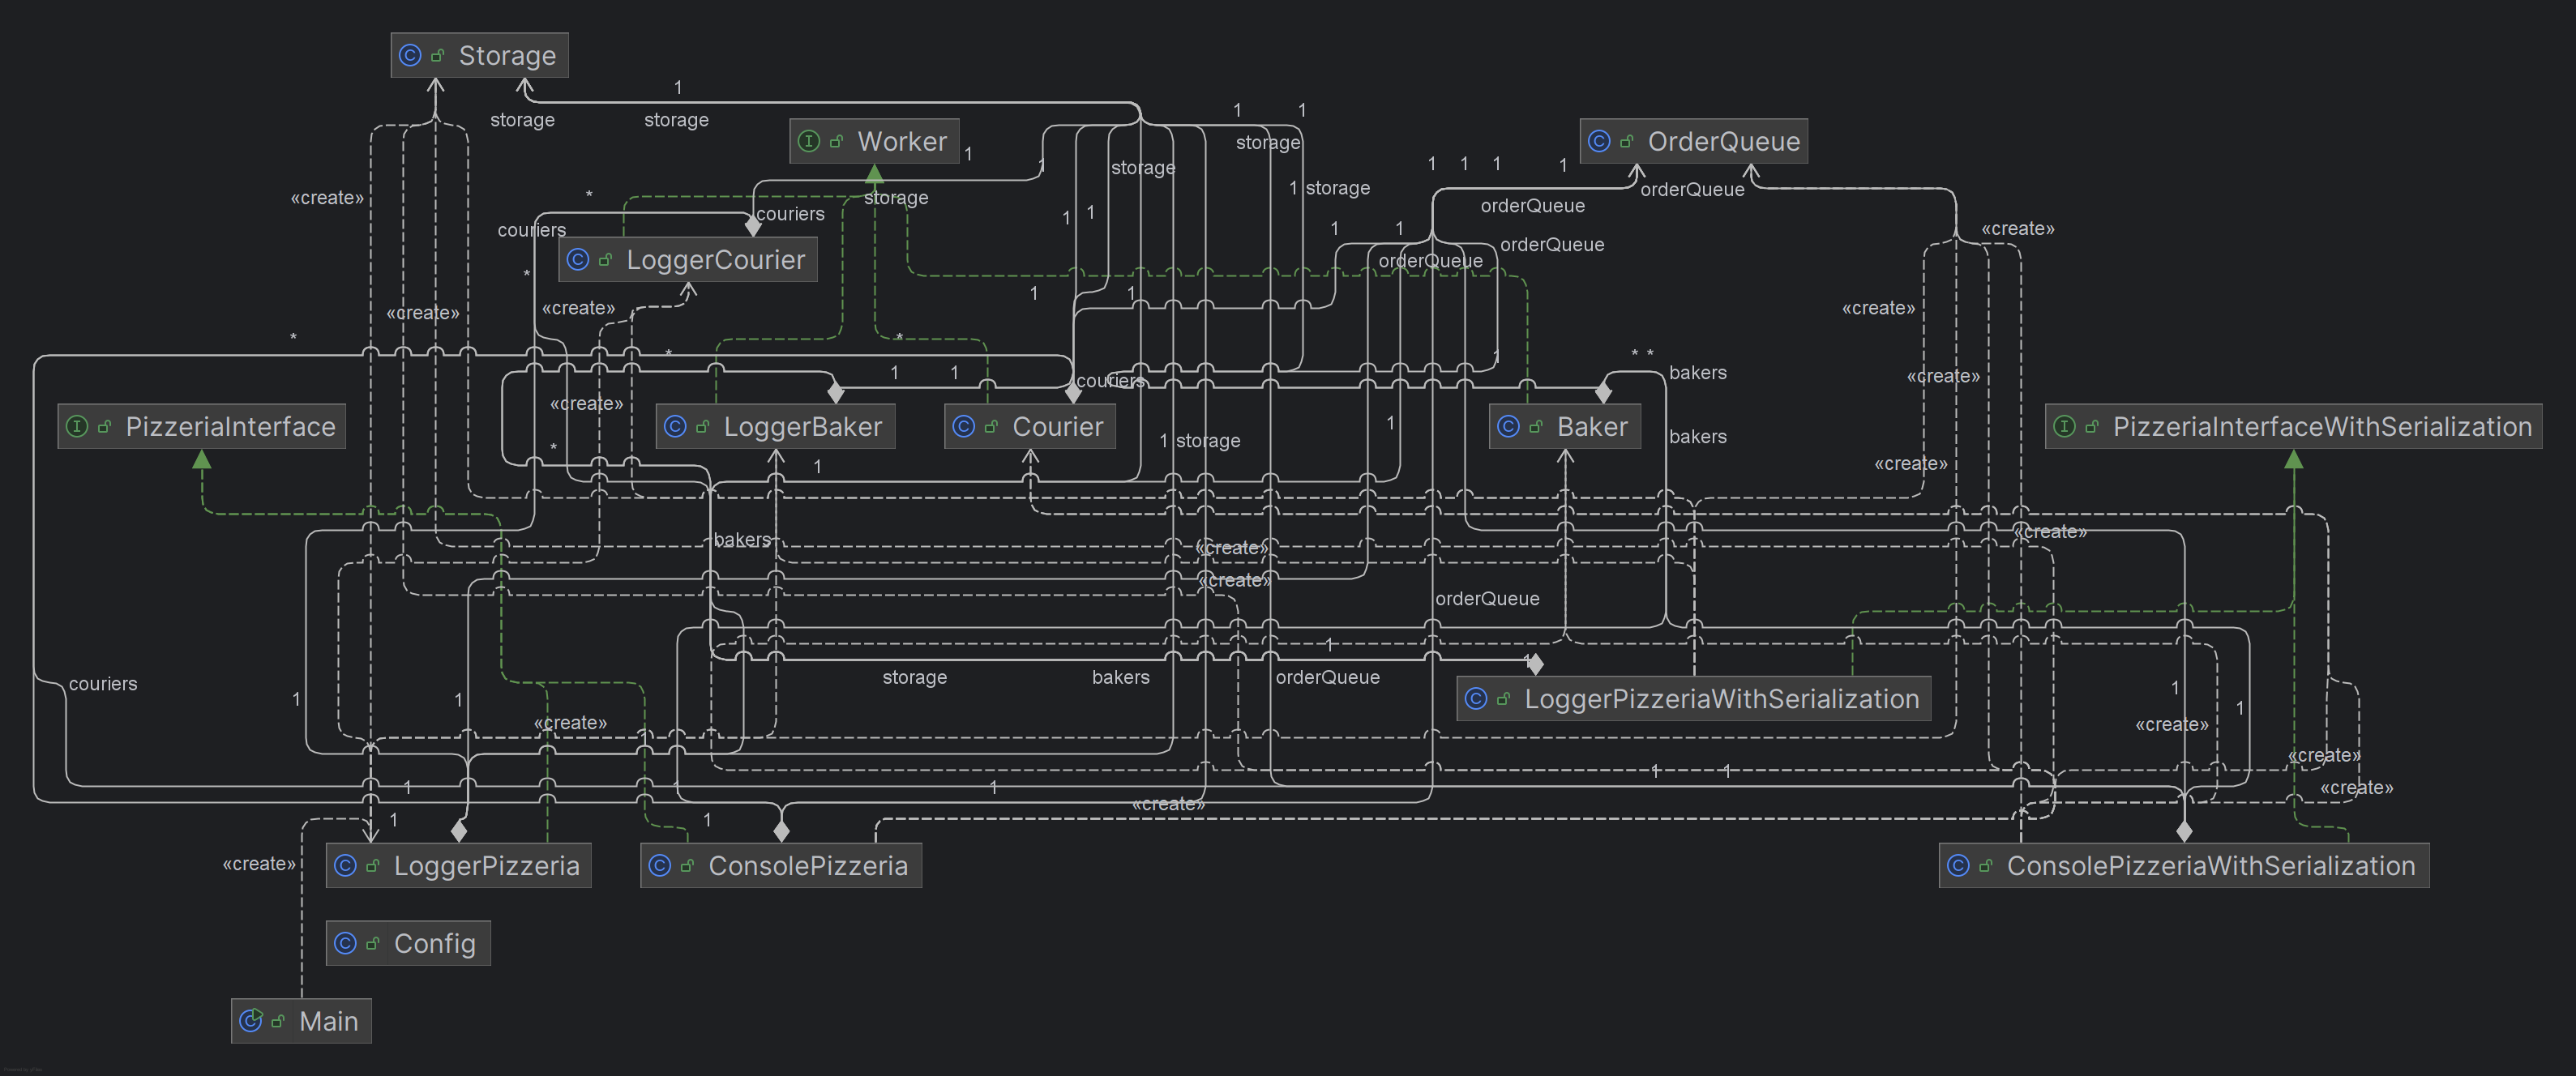 Storage
1
1
1
storage
storage
storage
Worker
OrderQueue
1
1
storage
1
1
1
1
*
storage
1 storage
orderQueue
«create»
storage
orderQueue
couriers
1
1
couriers
1
1
«create»
orderQueue
LoggerCourier
orderQueue
*
1
1
«create»
«create»
«create»
*
*
*
1
* *
1
1
couriers
bakers
«create»
«create»
PizzeriaInterface
LoggerBaker
Courier
1
Baker
bakers
PizzeriaInterfaceWithSerialization
*
1 storage
1
«create»
bakers
«create»
«create»
«create»
orderQueue
1
1
couriers
storage
bakers
orderQueue
1
1
LoggerPizzeriaWithSerialization
1
1
«create»
«create»
«create»
1
1
1
1
1
«create»
«create»
1
1
«create»
LoggerPizzeria
ConsolePizzeria
ConsolePizzeriaWithSerialization
Config
Main